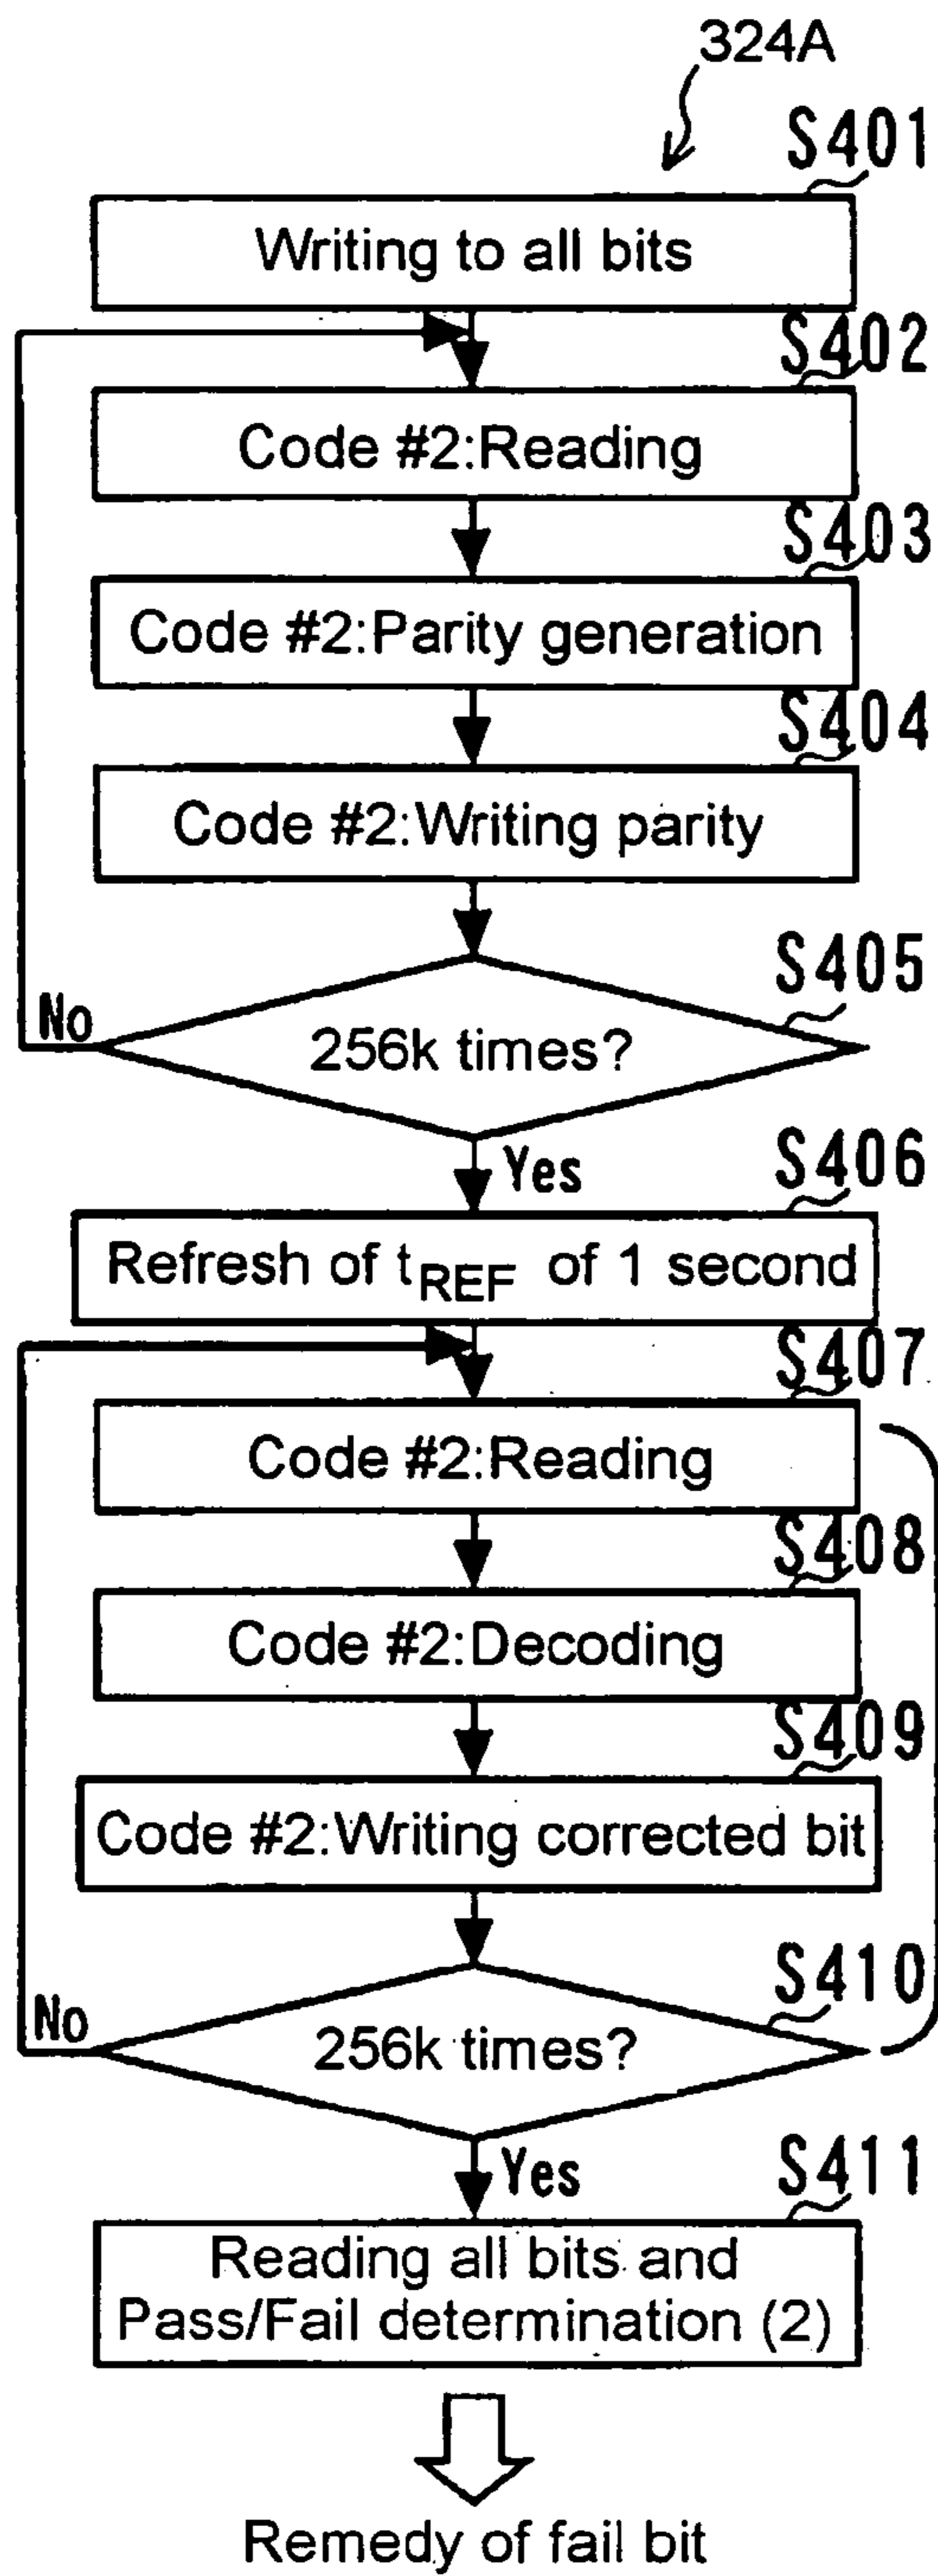 324A
S401
Writing to all bits
S402
Code #2:Reading
S403
Code #2:Parity generation
S404
Code #2:Writing parity
S405
No
256k times?
Yes
S406
Refresh of tREF of 1 second
S407
Code #2:Reading
S408
Code #2:Decoding
S409
Code #2:Writing corrected bit
S410
No
256k times?
Yes
S411
Reading all bits and
Pass/Fail determination (2)
Remedy of fail bit